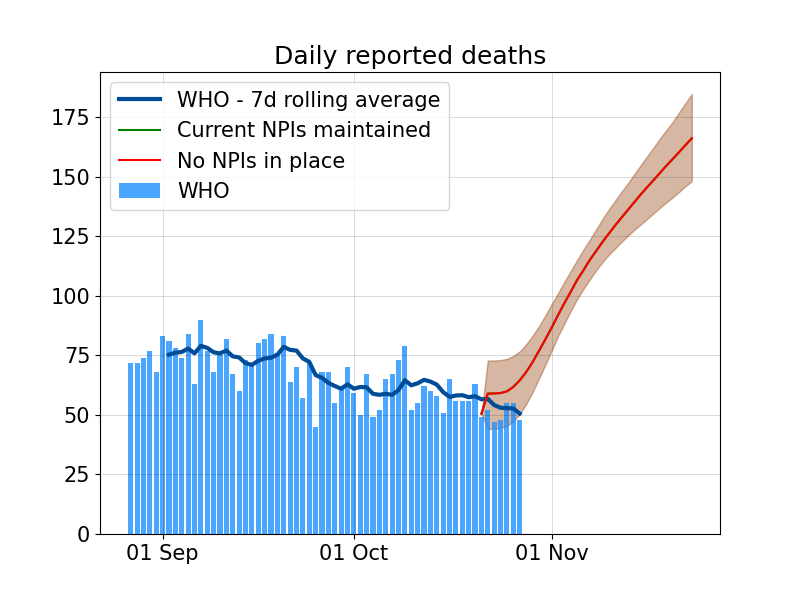 Daily reported deaths
WHO - 7d rolling average
Current NPIs maintained
No NPIs in place
WHO
175
150
125
100
75
50
25
0
01 Sep
01 Oct
01 Nov